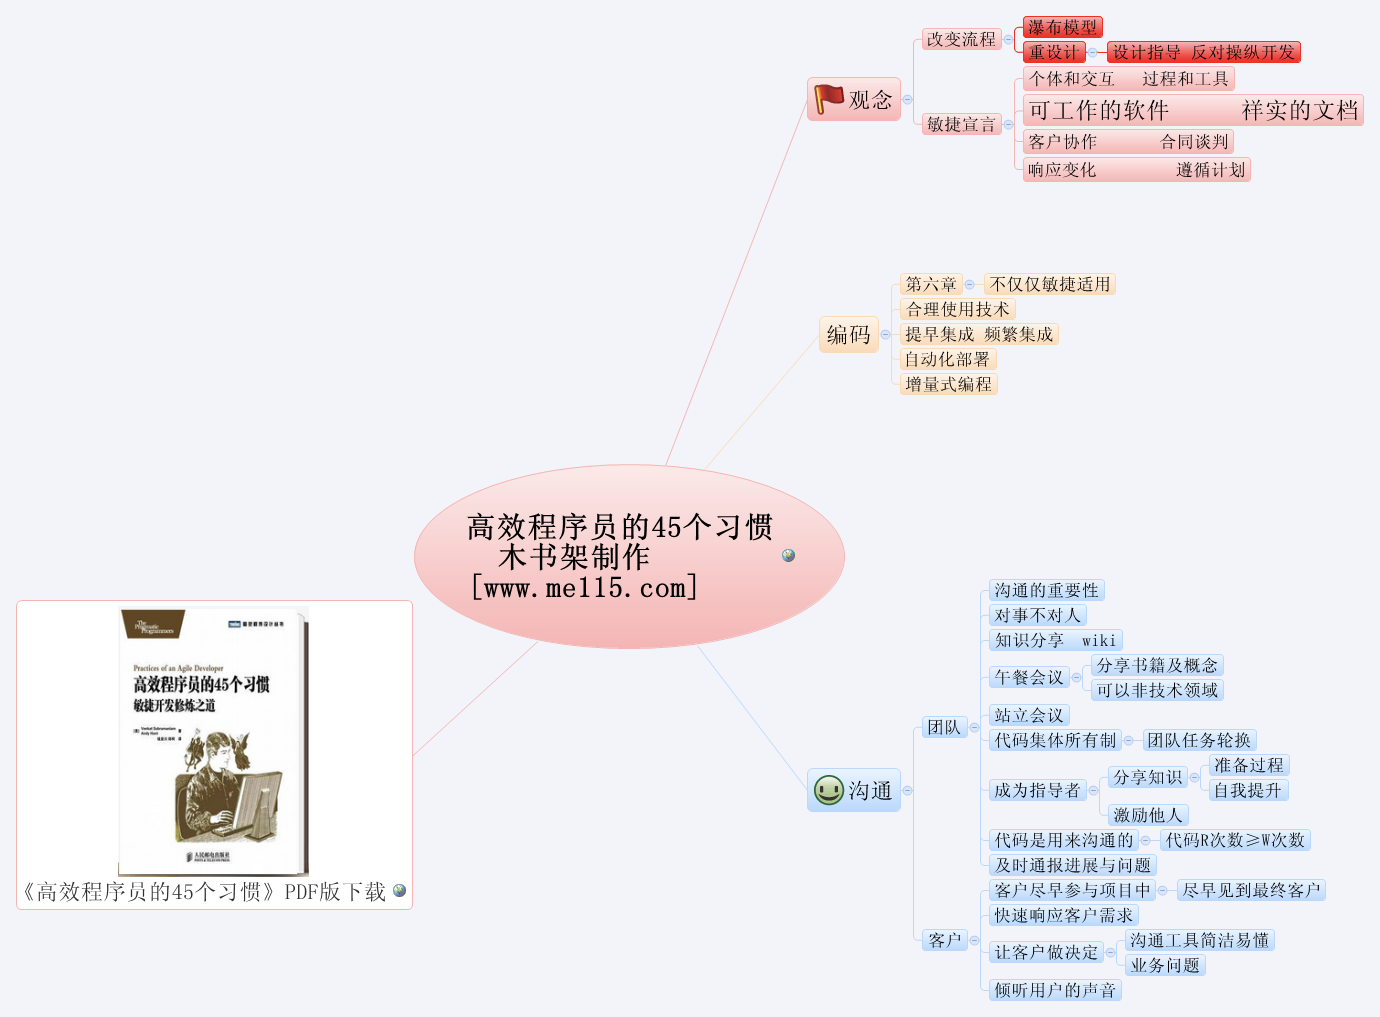 瀑布模型
改变流程
重设计
设计指导 反对操纵开发
观念
个体和交互 过程和工具
可工作的软件 祥实的文档
敏捷宣言
客户协作 合同谈判
响应变化 遵循计划
第六章
不仅仅敏捷适用
合理使用技术
编码
提早集成 频繁集成
自动化部署
增量式编程
高效程序员的45个习惯
木书架制作
[www.me115.com]
沟通的重要性
对事不对人
知识分享 wiki
午餐会议
分享书籍及概念
可以非技术领域
站立会议
团队
代码集体所有制
团队任务轮换
成为指导者
分享知识
准备过程
自我提升
激励他人
沟通
代码是用来沟通的
代码R次数≥W次数
及时通报进展与问题
客户尽早参与项目中
尽早见到最终客户
快速响应客户需求
客户
让客户做决定
沟通工具简洁易懂
业务问题
倾听用户的声音
The
Pragmatic
Programmers
Practices of an Agile Developer
高效程序员的45个习惯
敏捷开发修炼之道
Venkat Subramaniam
Andy Hunt
人民邮电出版社
POSTS & TELECOM PRESS
《高效程序员的45个习惯》PDF版下载